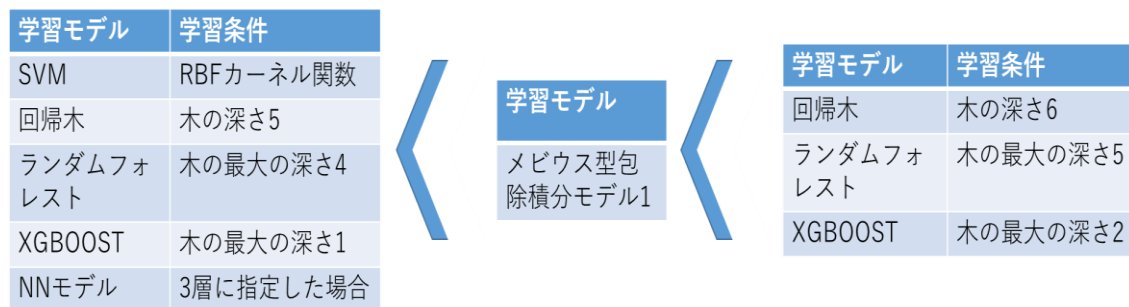 学習モデル 学習条件
SVM RBFカーネル関数
回帰木 木の深さ5
ランダムフォ 木の最大の深さ4
レスト
XGBOOST 木の最大の深さ1
NNモデル 3層に指定した場合
学習モデル
メビウス型包
除積分モデル1
学習モデル 学習条件
回帰木 木の深さ6
ランダムフォ 木の最大の深さ5
レスト
XGBOOST 木の最大の深さ2